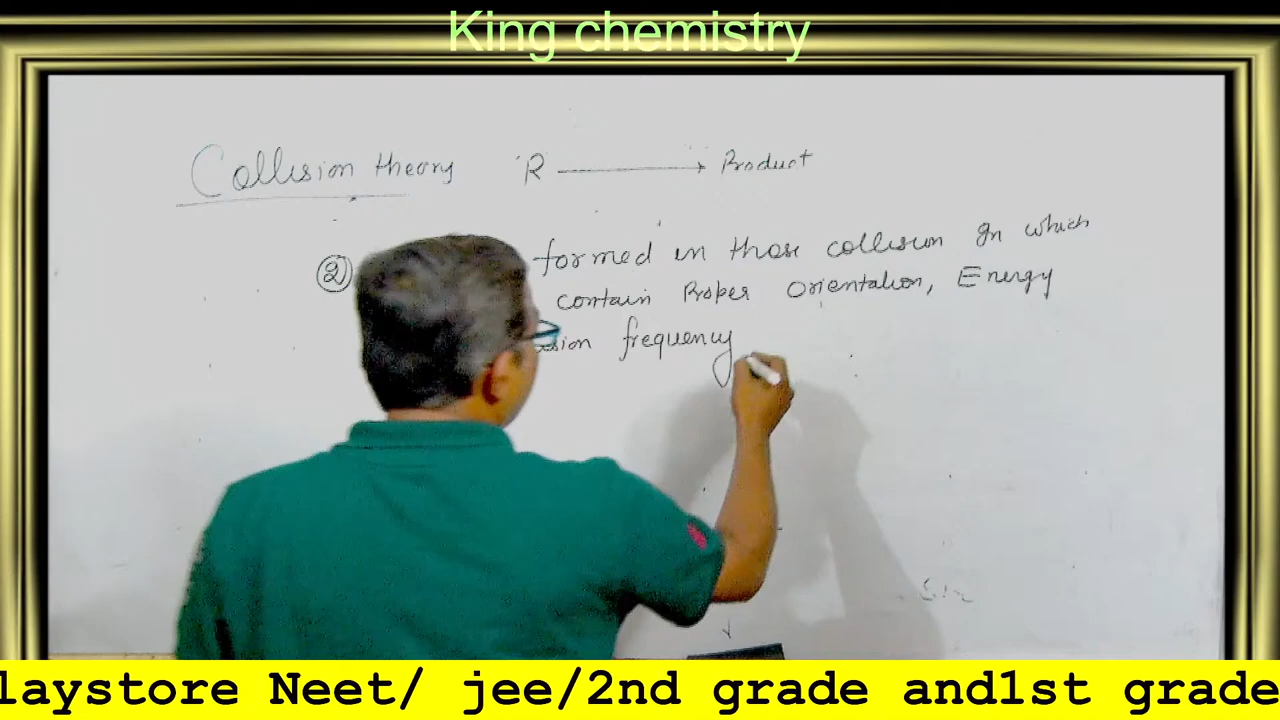 King chemistry
Collision theory R ⟶ Product
② formed in those collision In which
contain Proper Orientation, Energy
frequency
laystore Neet/ jee/2nd grade and1st grade